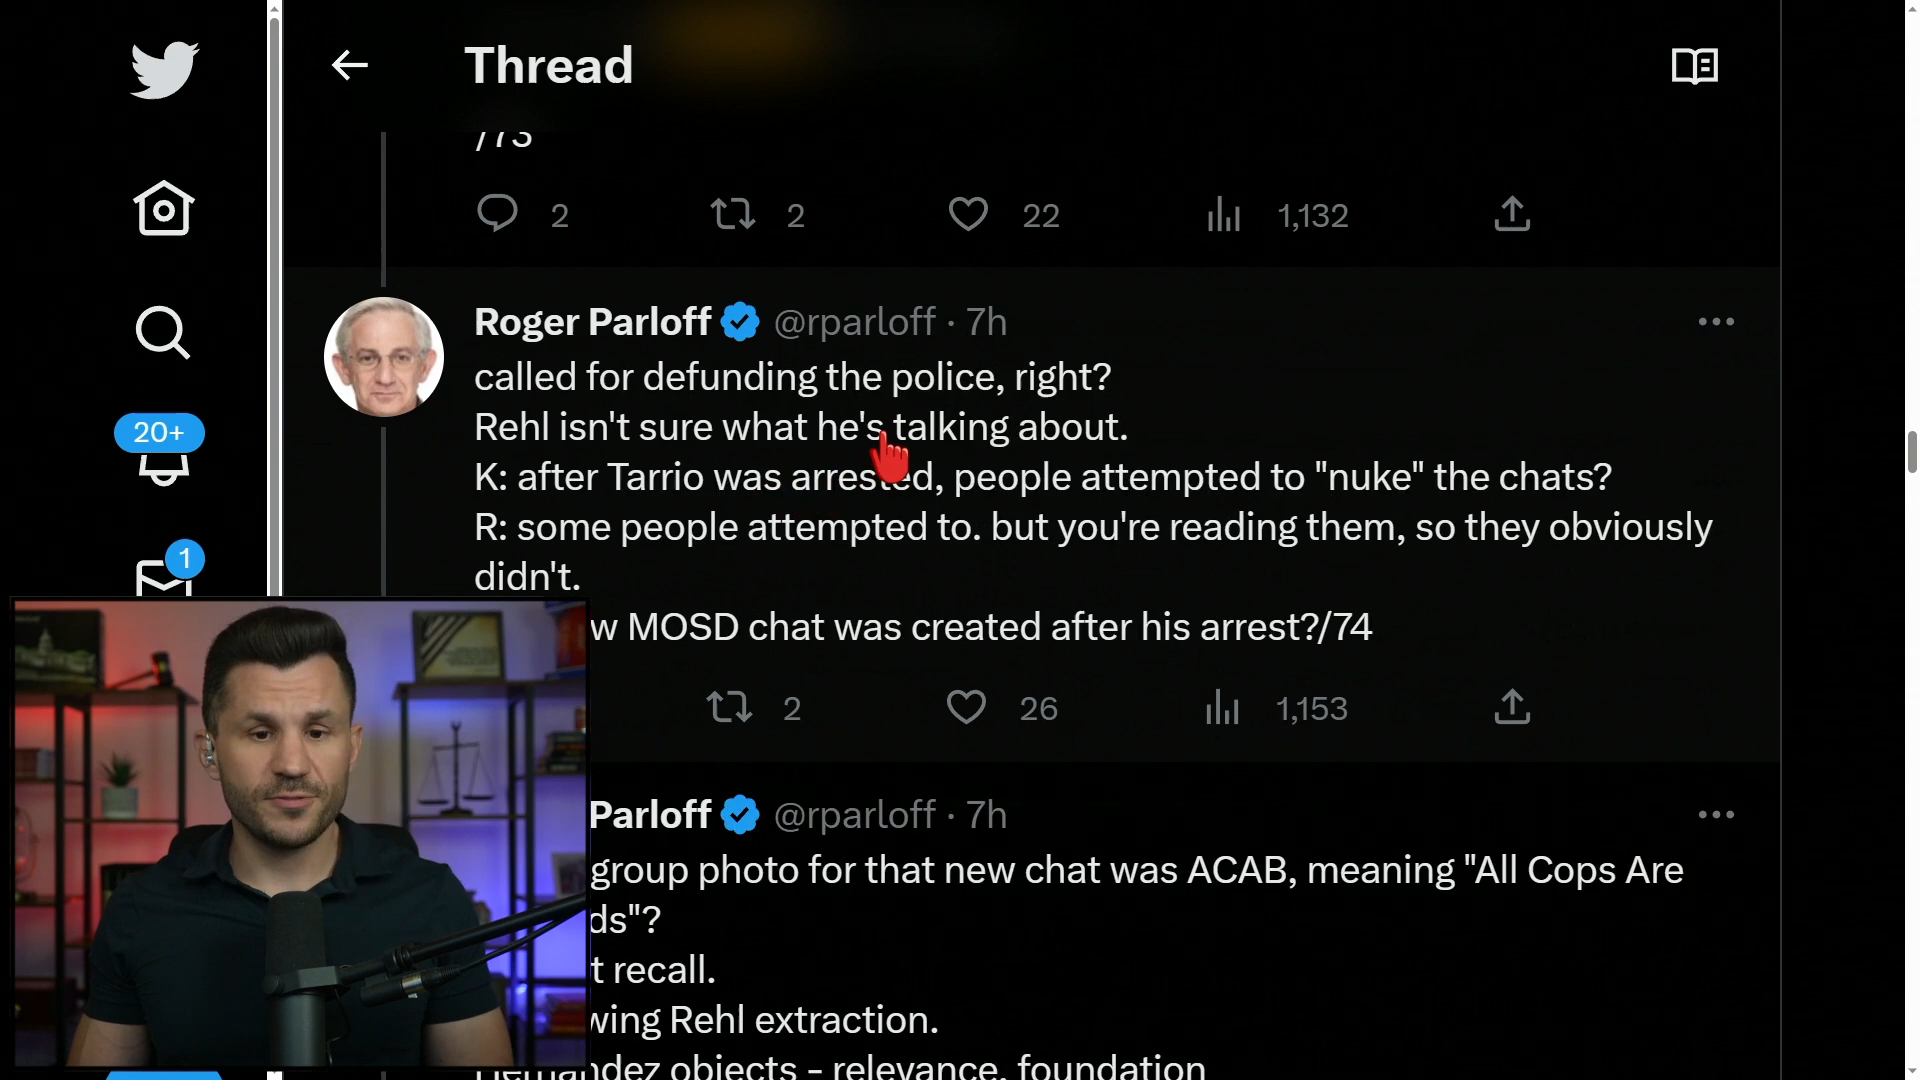 Thread
/73
2 2 22 1,132
Roger Parloff @rparloff · 7h
called for defunding the police, right?
20+
Rehl isn't sure what he's talking about.
K: after Tarrio was arrested, people attempted to "nuke" the chats?
R: some people attempted to. but you're reading them, so they obviously
1
didn't.
w MOSD chat was created after his arrest?/74
2 26 1,153
Parloff @rparloff · 7h
group photo for that new chat was ACAB, meaning "All Cops Are
ds"?
t recall.
wing Rehl extraction.
Hernandez objects - relevance, foundation